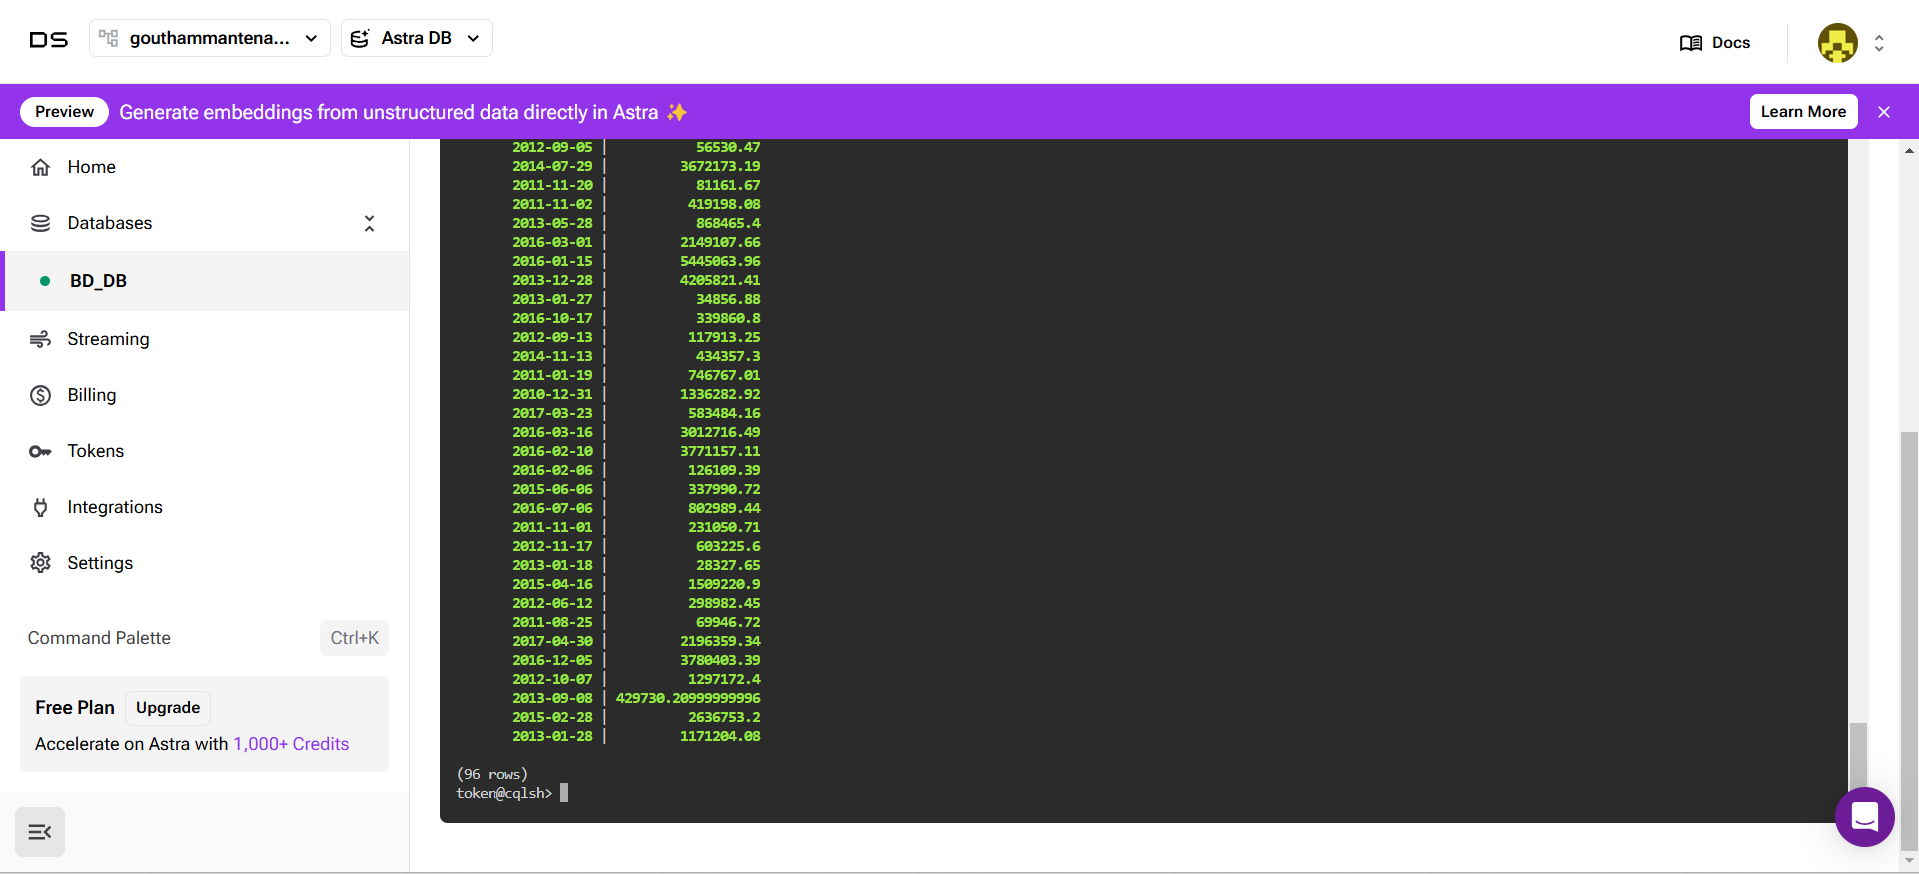 DS
gouthammantena...
Astra DB
Docs
Preview
Generate embeddings from unstructured data directly in Astra ✨
Learn More
Home
Databases
BD_DB
Streaming
Billing
Tokens
Integrations
Settings
Command Palette
Ctrl+K
Free Plan
Upgrade
Accelerate on Astra with 1,000+ Credits
2012-09-05 | 56530.47
2014-07-29 | 3672173.19
2011-11-20 | 81161.67
2011-11-02 | 419198.08
2013-05-28 | 868465.4
2016-03-01 | 2149107.66
2016-01-15 | 5445063.96
2013-12-28 | 4205821.41
2013-01-27 | 34856.88
2016-10-17 | 339860.8
2012-09-13 | 117913.25
2014-11-13 | 434357.3
2011-01-19 | 746767.01
2010-12-31 | 1336282.92
2017-03-23 | 583484.16
2016-03-16 | 3012716.49
2016-02-10 | 3771157.11
2016-02-06 | 126109.39
2015-06-06 | 337990.72
2016-07-06 | 802989.44
2011-11-01 | 231050.71
2012-11-17 | 603225.6
2013-01-18 | 28327.65
2015-04-16 | 1509220.9
2012-06-12 | 298982.45
2011-08-25 | 69946.72
2017-04-30 | 2196359.34
2016-12-05 | 3780403.39
2012-10-07 | 1297172.4
2013-09-08 | 429730.20999999996
2015-02-28 | 2636753.2
2013-01-28 | 1171204.08
(96 rows)
token@cqlsh>